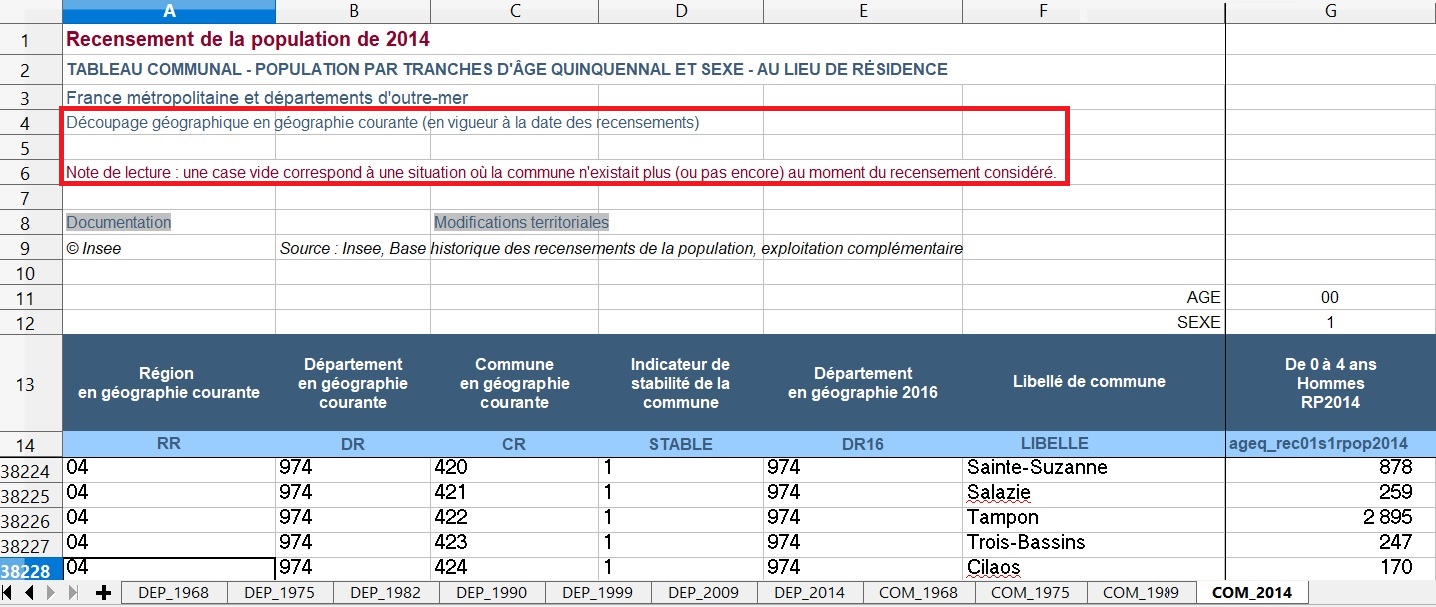 A B C D E F G
1 Recensement de la population de 2014
2 TABLEAU COMMUNAL - POPULATION PAR TRANCHES D'ÂGE QUINQUENNAL ET SEXE - AU LIEU DE RÉSIDENCE
3 France métropolitaine et départements d'outre-mer
4 Découpage géographique en géographie courante (en vigueur à la date des recensements)
5
6 Note de lecture : une case vide correspond à une situation où la commune n'existait plus (ou pas encore) au moment du recensement considéré.
7
8 Documentation Modifications territoriales
9 © Insee Source : Insee, Base historique des recensements de la population, exploitation complémentaire
10
11 AGE 00
12 SEXE 1
13
Région
en géographie courante
Département
en géographie
courante
Commune
en géographie
courante
Indicateur de
stabilité de la
commune
Département
en géographie 2016
Libellé de commune
De 0 à 4 ans
Hommes
RP2014
14 RR DR CR STABLE DR16 LIBELLE ageq_rec01s1rpop2014
38224 04 974 420 1 974 Sainte-Suzanne 878
38225 04 974 421 1 974 Salazie 259
38226 04 974 422 1 974 Tampon 2 895
38227 04 974 423 1 974 Trois-Bassins 247
38228 04 974 424 1 974 Cilaos 170
DEP_1968 DEP_1975 DEP_1982 DEP_1990 DEP_1999 DEP_2009 DEP_2014 COM_1968 COM_1975 COM_2014